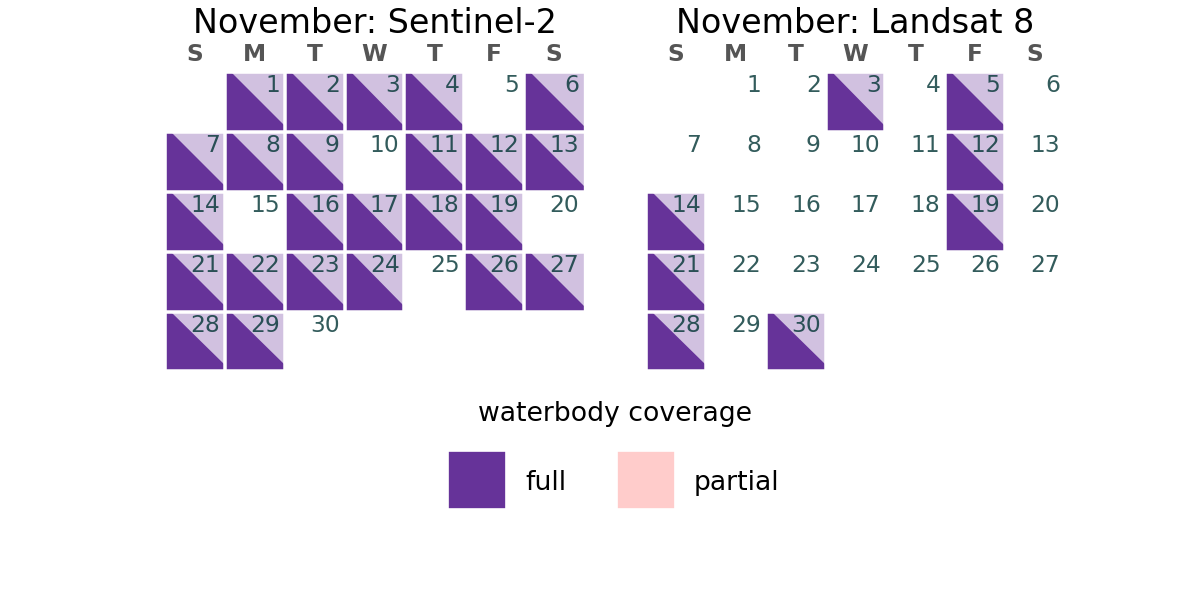 November: Sentinel-2
S M T W T F S
1 2 3 4 5 6
7 8 9 10 11 12 13
14 15 16 17 18 19 20
21 22 23 24 25 26 27
28 29 30
November: Landsat 8
S M T W T F S
1 2 3 4 5 6
7 8 9 10 11 12 13
14 15 16 17 18 19 20
21 22 23 24 25 26 27
28 29 30
waterbody coverage
full partial